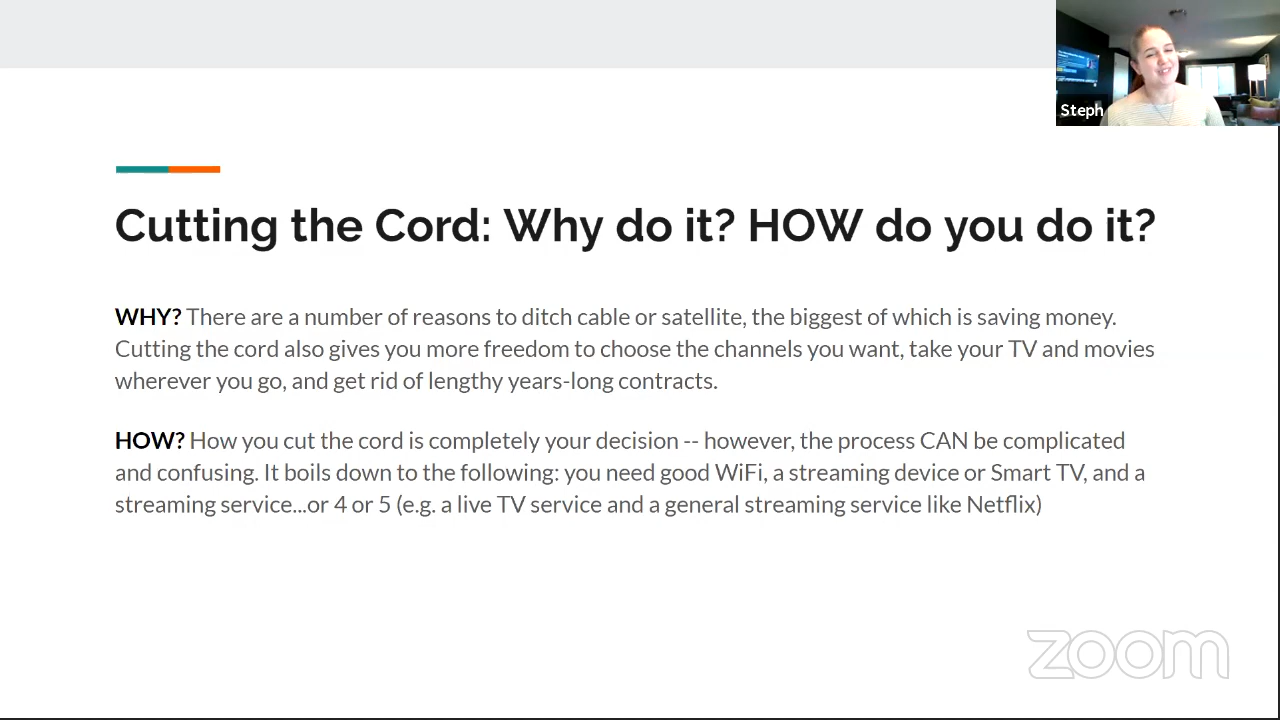 Steph
Cutting the Cord: Why do it? HOW do you do it?
WHY? There are a number of reasons to ditch cable or satellite, the biggest of which is saving money.
Cutting the cord also gives you more freedom to choose the channels you want, take your TV and movies
wherever you go, and get rid of lengthy years-long contracts.
HOW? How you cut the cord is completely your decision -- however, the process CAN be complicated
and confusing. It boils down to the following: you need good WiFi, a streaming device or Smart TV, and a
streaming service...or 4 or 5 (e.g. a live TV service and a general streaming service like Netflix)
zoom